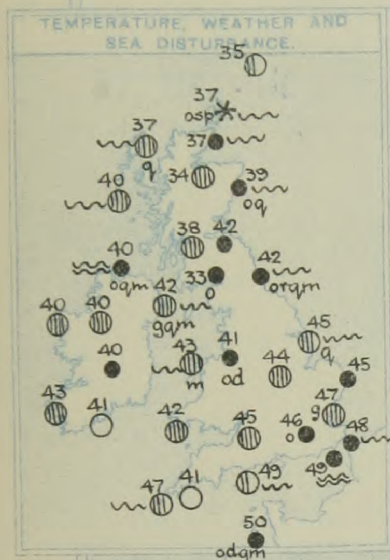 TEMPERATURE, WEATHER AND
SEA DISTURBANCE.
35
37
osp
37
37
q
34
39
oq
40
38
42
40
oqm
33
o
42
orqm
42
gqm
40
40
45
q
40
43
m
41
od
44
45
43
41
42
45
46
o
47
g
48
49
49
47
41
50
odqm